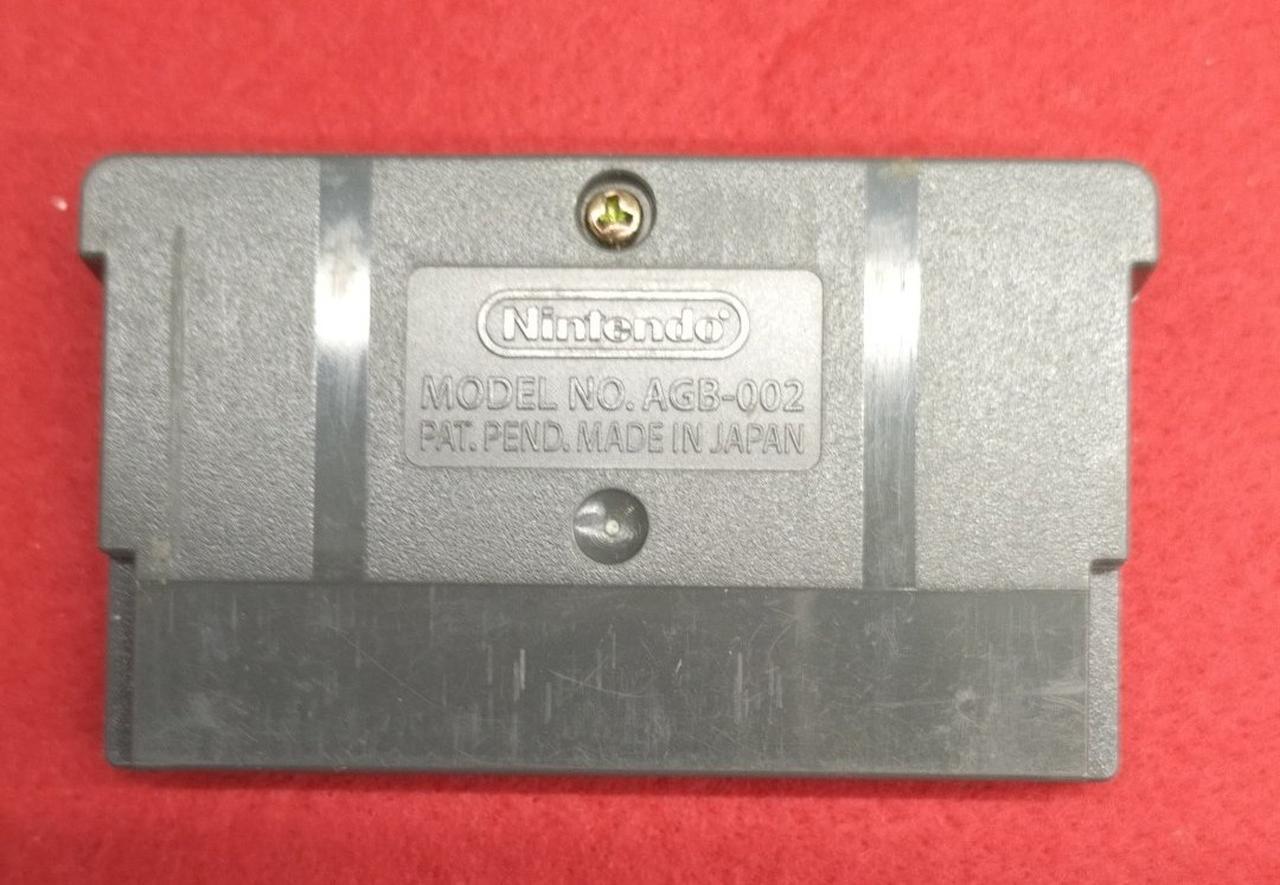 Nintendo®
MODEL NO. AGB-002
PAT. PEND. MADE IN JAPAN